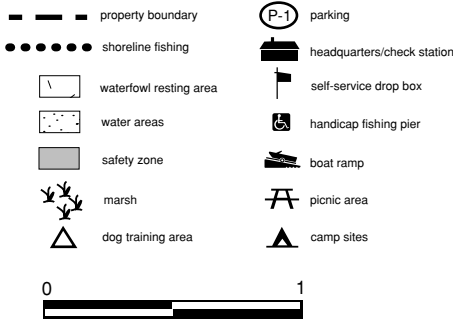 property boundary
shoreline fishing
waterfowl resting area
water areas
safety zone
marsh
dog training area
P-1 parking
headquarters/check station
self-service drop box
handicap fishing pier
boat ramp
picnic area
camp sites
0 1